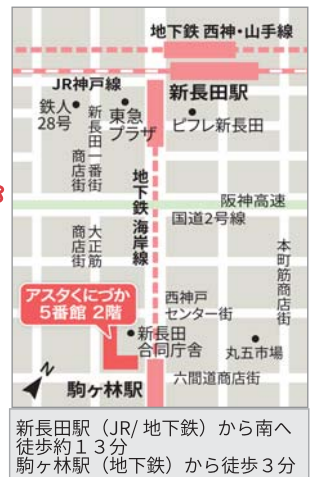 地下鉄 西神・山手線
JR神戸線
新長田駅
鉄人
28号
新長田一番街
商店街
東急
プラザ
ピフレ新長田
地下鉄 海岸線
阪神高速
国道2号線
大正筋
商店街
本町筋商店街
アスタくにづか
5番館 2階
西神戸
センター街
新長田
合同庁舎
丸五市場
N
駒ヶ林駅
六間道商店街
新長田駅（JR/ 地下鉄）から南へ
徒歩約１３分
駒ヶ林駅（地下鉄）から徒歩３分